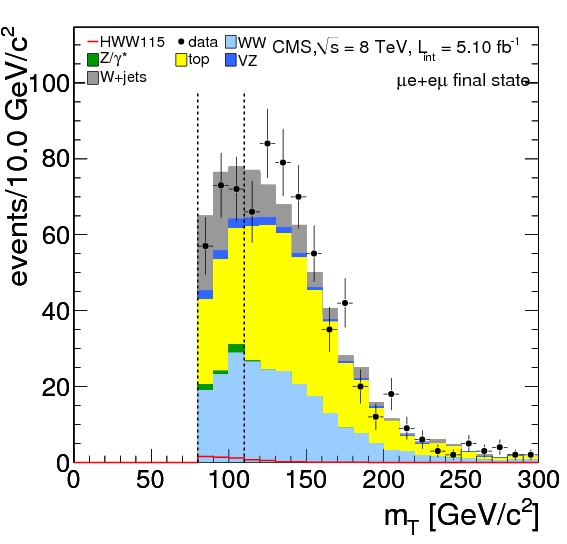 HWW115 data WW CMS,√s = 8 TeV, L_int = 5.10 fb⁻¹
Z/γ* top VZ
W+jets μe+eμ final state
events/10.0 GeV/c²
100
80
60
40
20
0
0 50 100 150 200 250 300
m_T [GeV/c²]